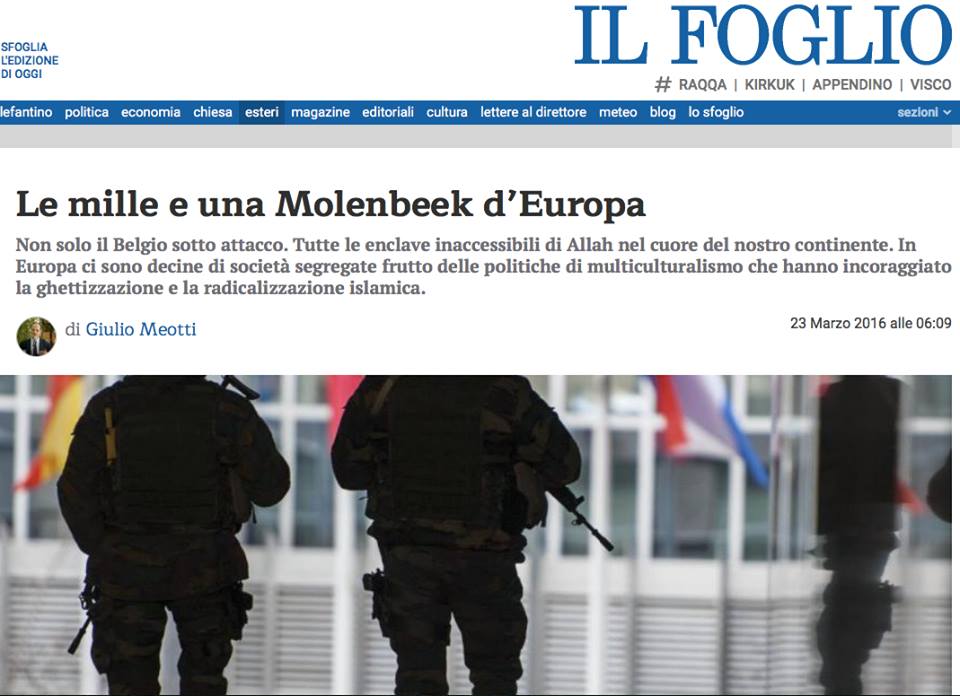 SFOGLIA
L'EDIZIONE
DI OGGI
IL FOGLIO
# RAQQA | KIRKUK | APPENDINO | VISCO
lefantino politica economia chiesa esteri magazine editoriali cultura lettere al direttore meteo blog lo sfoglio sezioni
Le mille e una Molenbeek d’Europa
Non solo il Belgio sotto attacco. Tutte le enclave inaccessibili di Allah nel cuore del nostro continente. In
Europa ci sono decine di società segregate frutto delle politiche di multiculturalismo che hanno incoraggiato
la ghettizzazione e la radicalizzazione islamica.
di Giulio Meotti
23 Marzo 2016 alle 06:09